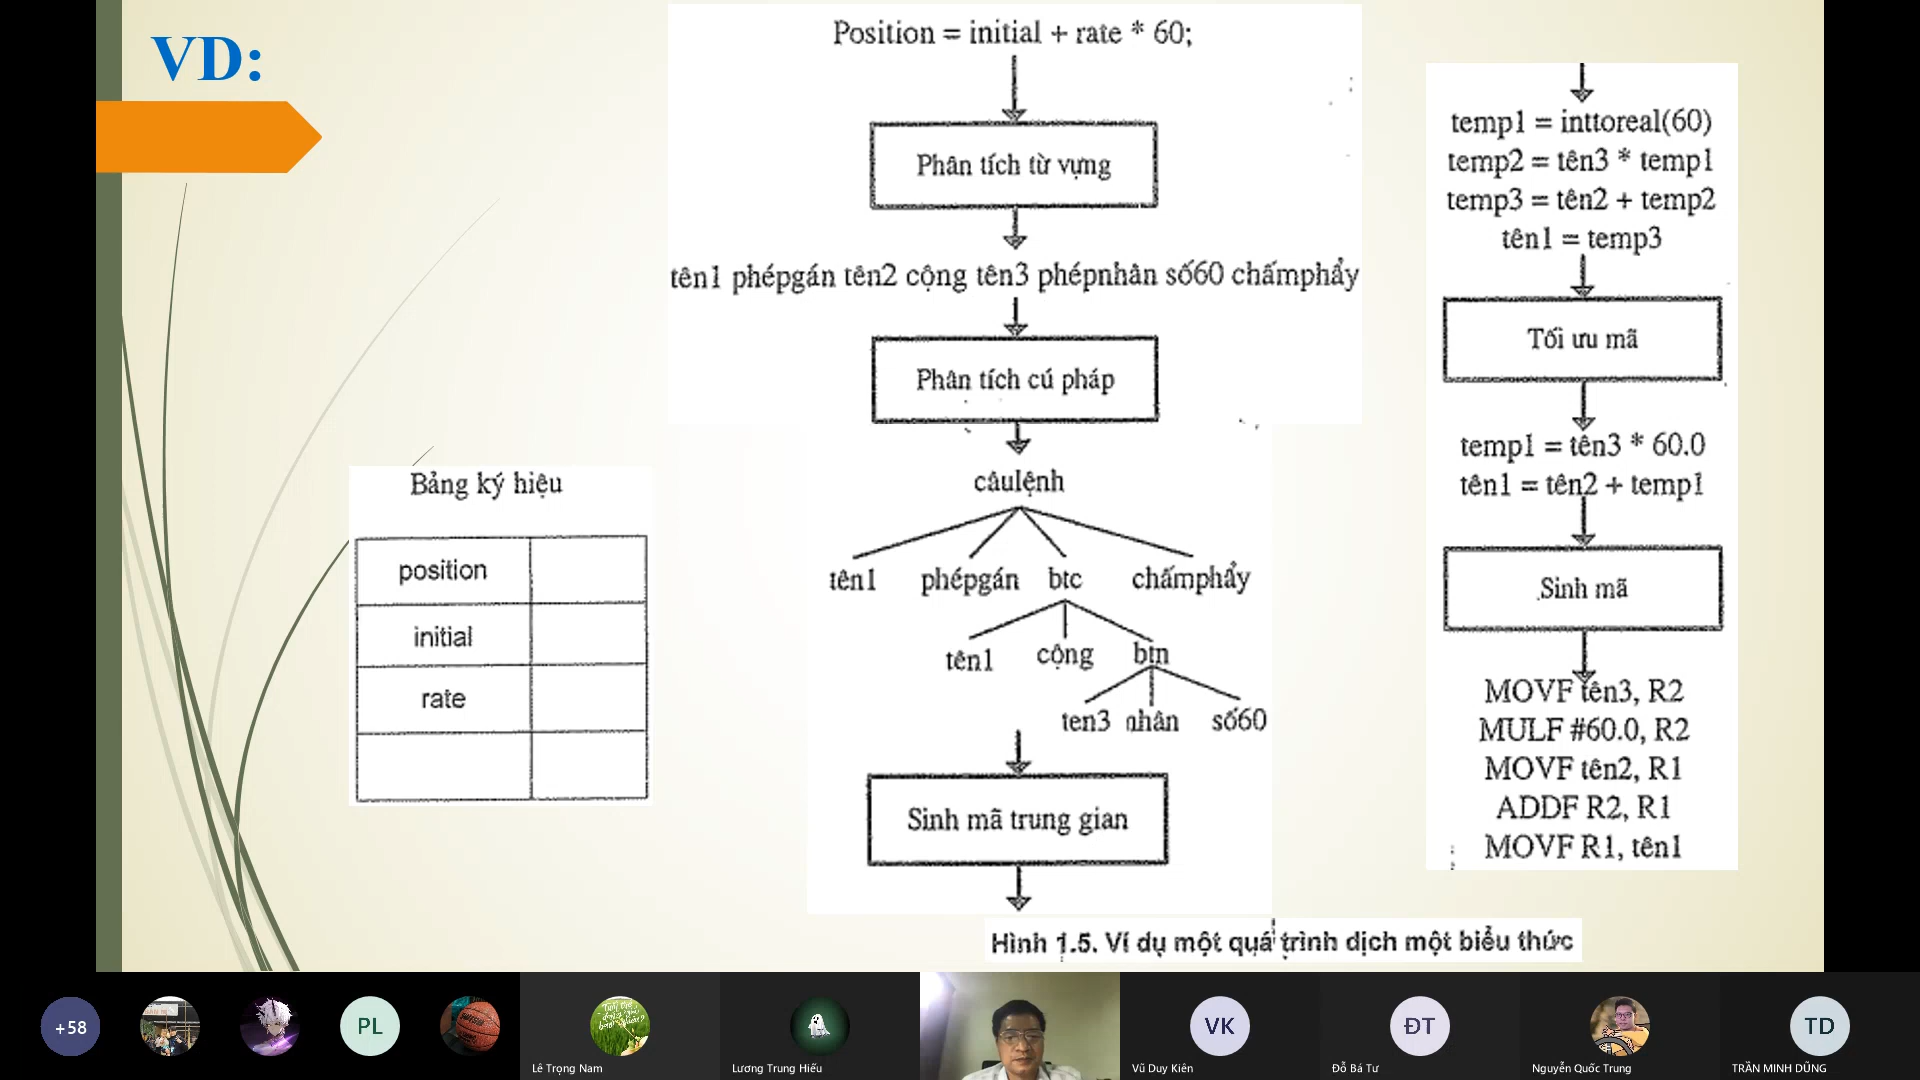 VD:
Position = initial + rate * 60;
Phân tích từ vựng
tên1 phépgán tên2 cộng tên3 phépnhân số60 chấmphẩy
Phân tích cú pháp
câulệnh
tên1 phépgán btc chấmphẩy
tên1 cộng btn
ten3 nhân số60
Sinh mã trung gian
Bảng ký hiệu
position
initial
rate
temp1 = inttoreal(60)
temp2 = tên3 * temp1
temp3 = tên2 + temp2
tên1 = temp3
Tối ưu mã
temp1 = tên3 * 60.0
tên1 = tên2 + temp1
Sinh mã
MOVF tên3, R2
MULF #60.0, R2
MOVF tên2, R1
ADDF R2, R1
MOVF R1, tên1
Hình 1.5. Ví dụ một quá trình dịch một biểu thức
+58
PL
Lê Trọng Nam
Lương Trung Hiếu
VK
Vũ Duy Kiên
ĐT
Đỗ Bá Tư
Nguyễn Quốc Trung
TD
TRẦN MINH DŨNG